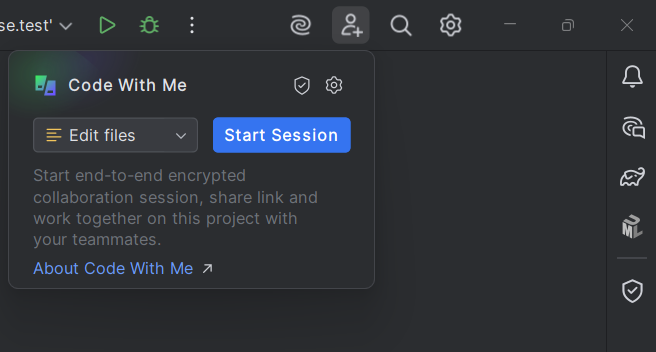 se.test'
Code With Me
Edit files
Start Session
Start end-to-end encrypted
collaboration session, share link and
work together on this project with
your teammates.
About Code With Me
UML